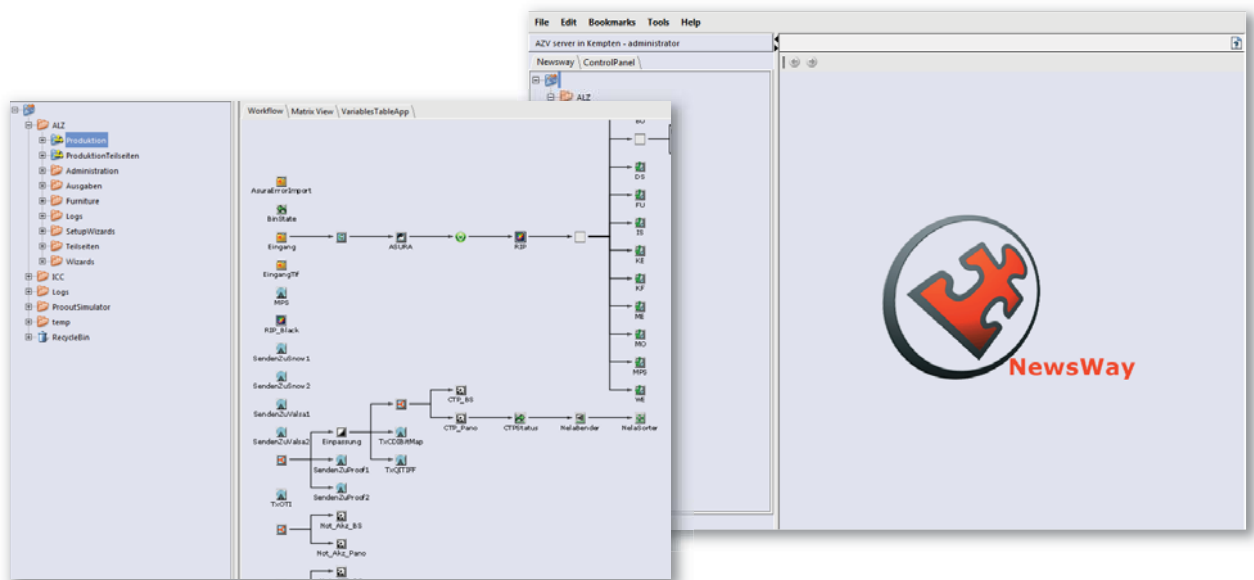 File Edit Bookmarks Tools Help
AZV server in Kempten - administrator
Newsway ControlPanel
ALZ
NewsWay
ALZ
Produktion
ProduktionTeilseiten
Administration
Ausgaben
Furniture
Logs
SetupWizards
Teilseiten
Wizards
ICC
Logs
ProoutSimulator
temp
RecycleBin
Workflow Matrix View VariablesTableApp
BU
DS
AsuraErrorImport
FU
BinState
IS
Eingang ASURA RIP
KE
EingangTif
KF
MPS
ME
RIP_Black
MO
SendenZuSnow1
MPS
SendenZuSnow2
WE
CTP_BS
SendenZuValsa1
CTP_Pano CTPStatus Nelabender NelaSorter
SendenZuValsa2 Einpassung TxCDIbitMap
SendenZuProof1 TxQITIFF
SendenZuProof2
TxOTI
Not_Akz_BS
Not_Akz_Pano